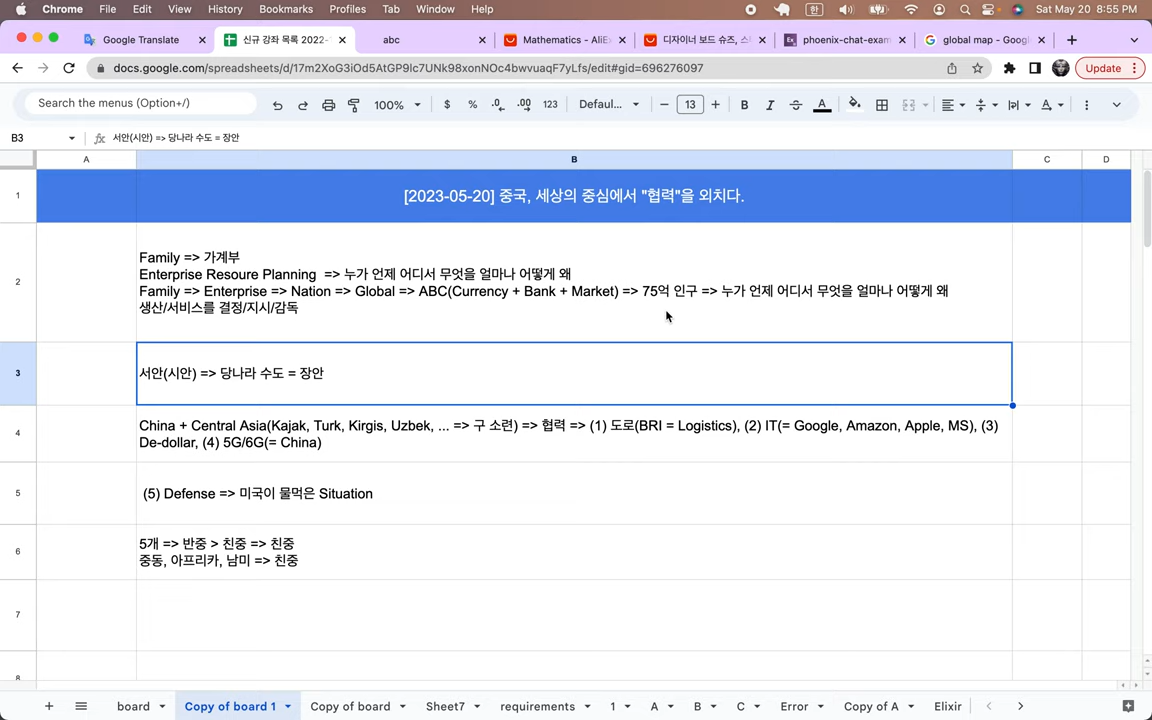 Chrome File Edit View History Bookmarks Profiles Tab Window Help 한 Sat May 20 8:55 PM
Google Translate 신규 강좌 목록 2022- abc Mathematics - AliEx 디자이너 보드 슈즈, 스 phoenix-chat-exam global map - Google
docs.google.com/spreadsheets/d/17m2XoG3iOd5AtGP9lc7UNk98xonNOc4bwvuaqF7yLfs/edit#gid=696276097 Update
Search the menus (Option+/) 100% $ % .0 .00 123 Defaul... 13 B I A
B3 fx 서안(시안) => 당나라 수도 = 장안
A B C D
1 [2023-05-20] 중국, 세상의 중심에서 "협력"을 외치다.
Family => 가계부
Enterprise Resoure Planning => 누가 언제 어디서 무엇을 얼마나 어떻게 왜
2 Family => Enterprise => Nation => Global => ABC(Currency + Bank + Market) => 75억 인구 => 누가 언제 어디서 무엇을 얼마나 어떻게 왜
생산/서비스를 결정/지시/감독
3 서안(시안) => 당나라 수도 = 장안
4 China + Central Asia(Kajak, Turk, Kirgis, Uzbek, ... => 구 소련) => 협력 => (1) 도로(BRI = Logistics), (2) IT(= Google, Amazon, Apple, MS), (3)
De-dollar, (4) 5G/6G(= China)
5 (5) Defense => 미국이 물먹은 Situation
6 5개 => 반중 > 친중 => 친중
중동, 아프리카, 남미 => 친중
7
8
board Copy of board 1 Copy of board Sheet7 requirements 1 A B C Error Copy of A Elixir